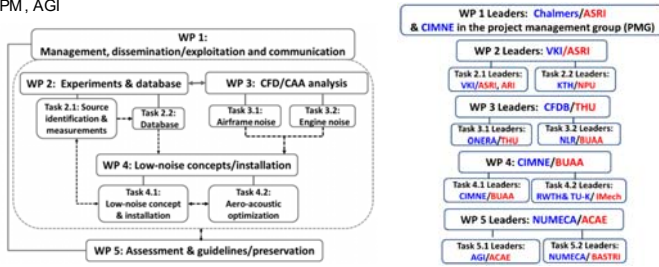 PM, AGI
WP 1:
Management, dissemination/exploitation and communication
WP 2: Experiments & database
WP 3: CFD/CAA analysis
Task 2.1: Source
identification &
measurements
Task 2.2:
Database
Task 3.1:
Airframe noise
Task 3.2:
Engine noise
WP 4: Low-noise concepts/installation
Task 4.1:
Low-noise concept
& installation
Task 4.2:
Aero-acoustic
optimization
WP 5: Assessment & guidelines/preservation
WP 1 Leaders: Chalmers/ASRI
& CIMNE in the project management group (PMG)
WP 2 Leaders: VKI/ASRI
Task 2.1 Leaders:
VKI/ASRI, ARI
Task 2.2 Leaders:
KTH/NPU
WP 3 Leaders: CFDB/THU
Task 3.1 Leaders:
ONERA/THU
Task 3.2 Leaders:
NLR/BUAA
WP 4: CIMNE/BUAA
Task 4.1 Leaders:
CIMNE/BUAA
Task 4.2 Leaders:
RWTH& TU-K/ IMech
WP 5 Leaders: NUMECA/ACAE
Task 5.1 Leaders:
AGI/ACAE
Task 5.2 Leaders:
NUMECA/ BASTRI